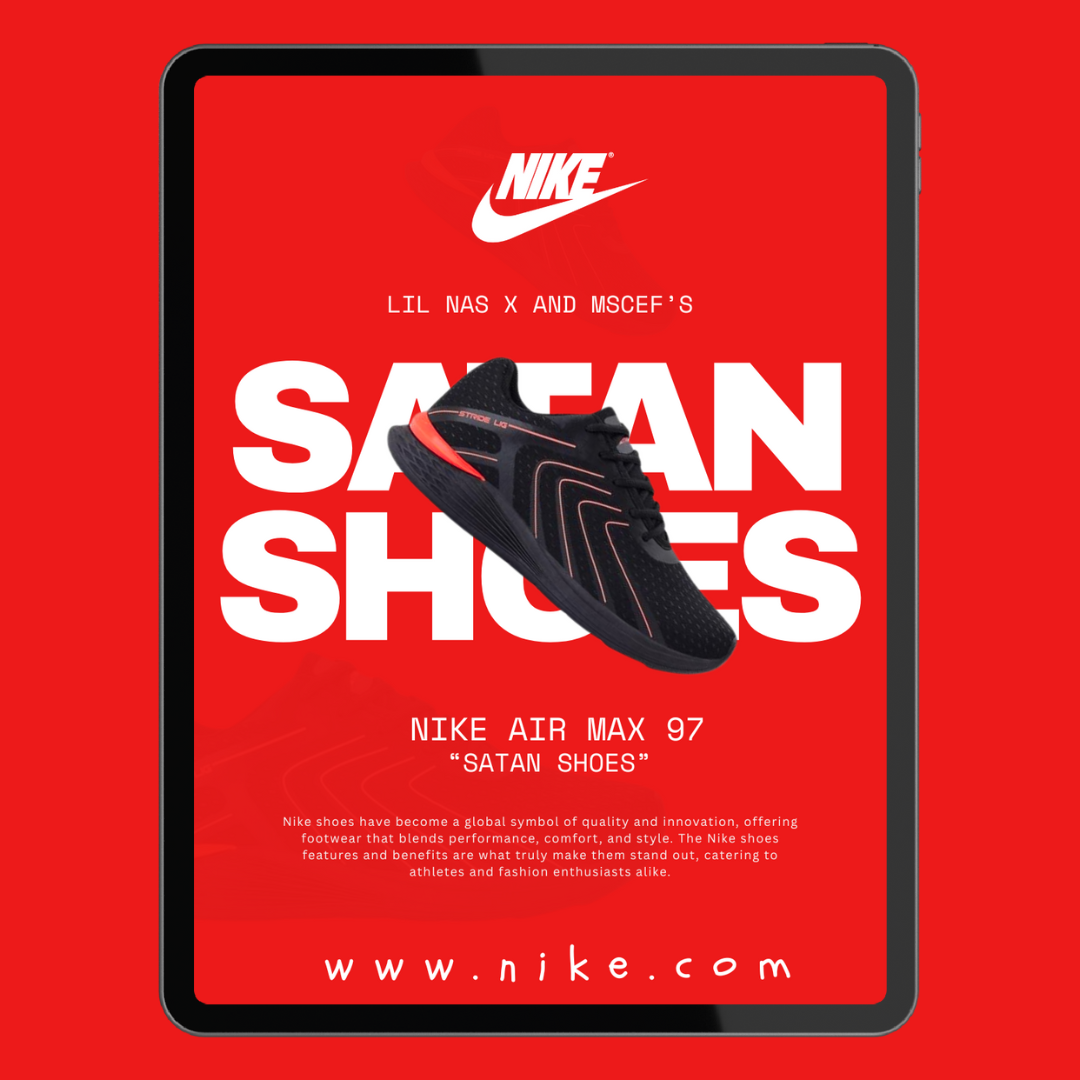 NIKE®
LIL NAS X AND MSCEF'S
SATAN
STRIDE LIQ
SHOES
NIKE AIR MAX 97
“SATAN SHOES”
Nike shoes have become a global symbol of quality and innovation, offering
footwear that blends performance, comfort, and style. The Nike shoes
features and benefits are what truly make them stand out, catering to
athletes and fashion enthusiasts alike.
www.nike.com